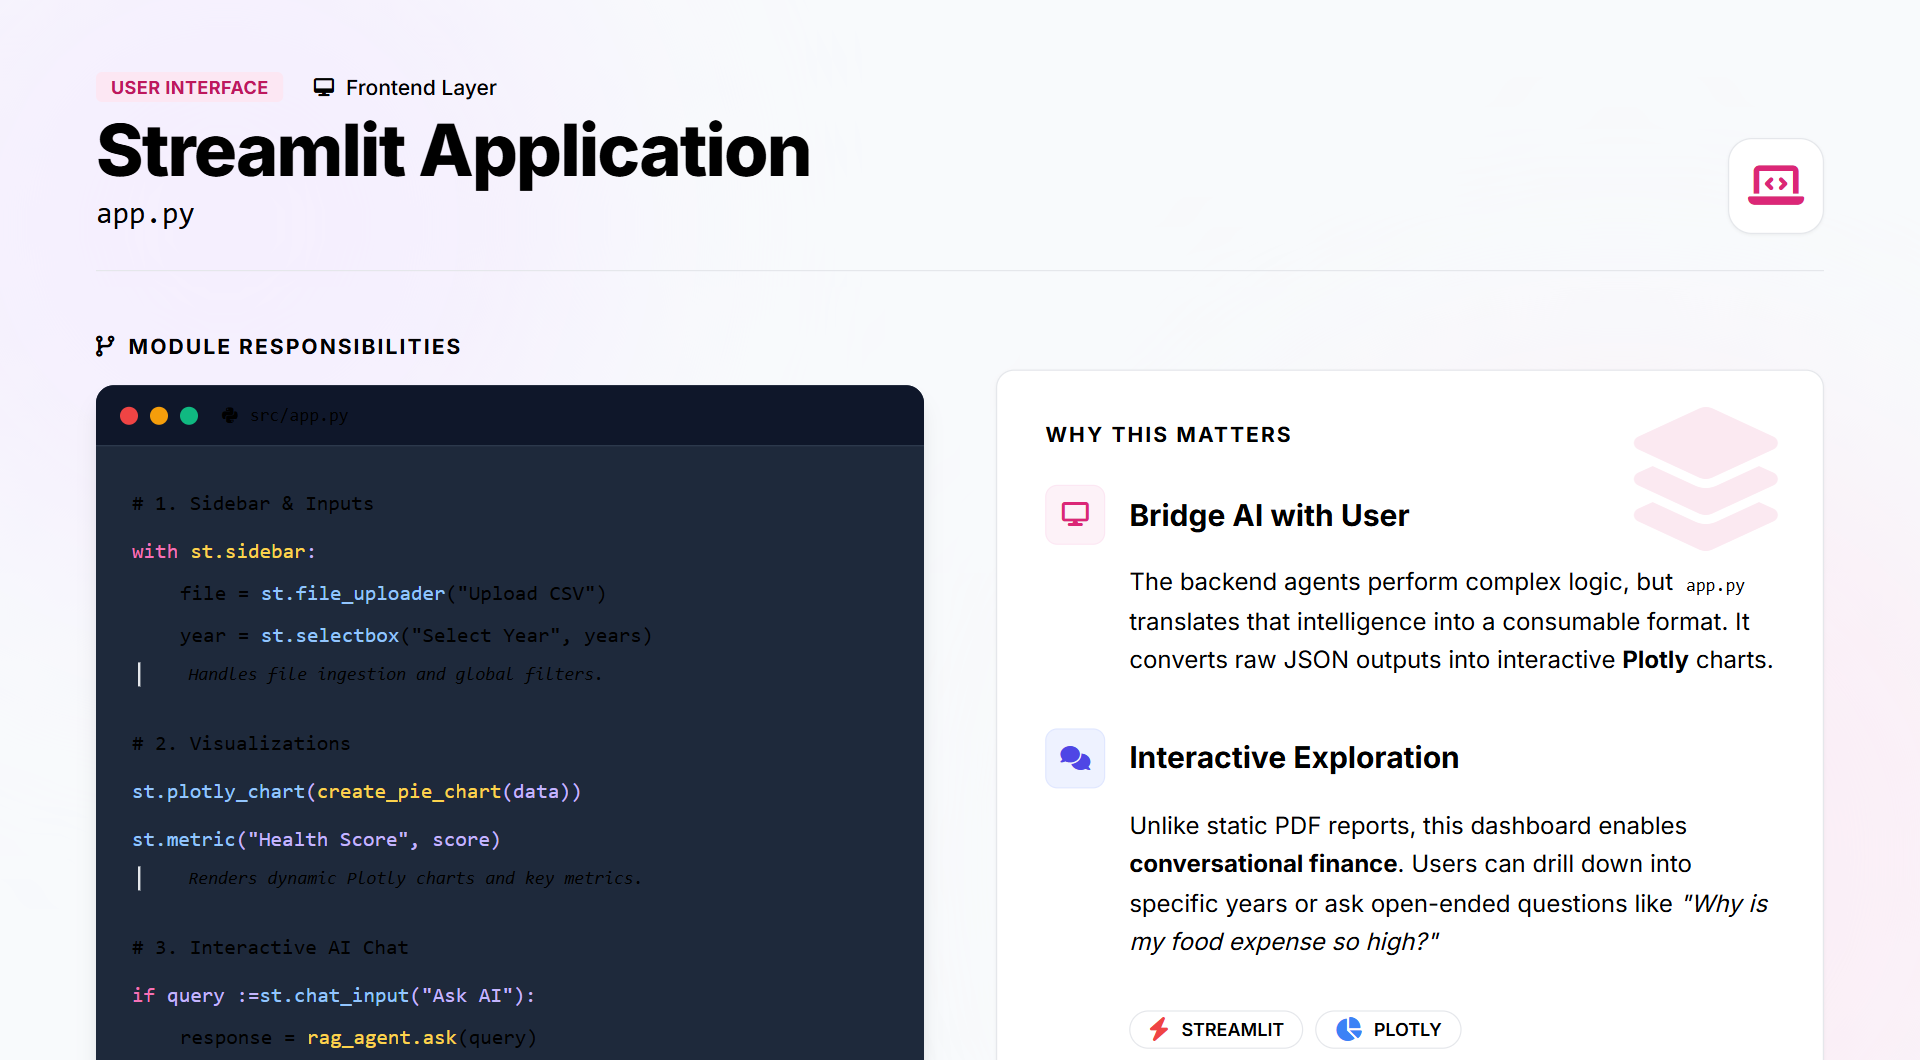 USER INTERFACE Frontend Layer
Streamlit Application
app.py
MODULE RESPONSIBILITIES
src/app.py
# 1. Sidebar & Inputs
with st.sidebar:
file = st.file_uploader("Upload CSV")
year = st.selectbox("Select Year", years)
Handles file ingestion and global filters.
# 2. Visualizations
st.plotly_chart(create_pie_chart(data))
st.metric("Health Score", score)
Renders dynamic Plotly charts and key metrics.
# 3. Interactive AI Chat
if query :=st.chat_input("Ask AI"):
response = rag_agent.ask(query)
WHY THIS MATTERS
Bridge AI with User
The backend agents perform complex logic, but app.py
translates that intelligence into a consumable format. It
converts raw JSON outputs into interactive Plotly charts.
Interactive Exploration
Unlike static PDF reports, this dashboard enables
conversational finance. Users can drill down into
specific years or ask open-ended questions like "Why is
my food expense so high?"
STREAMLIT PLOTLY